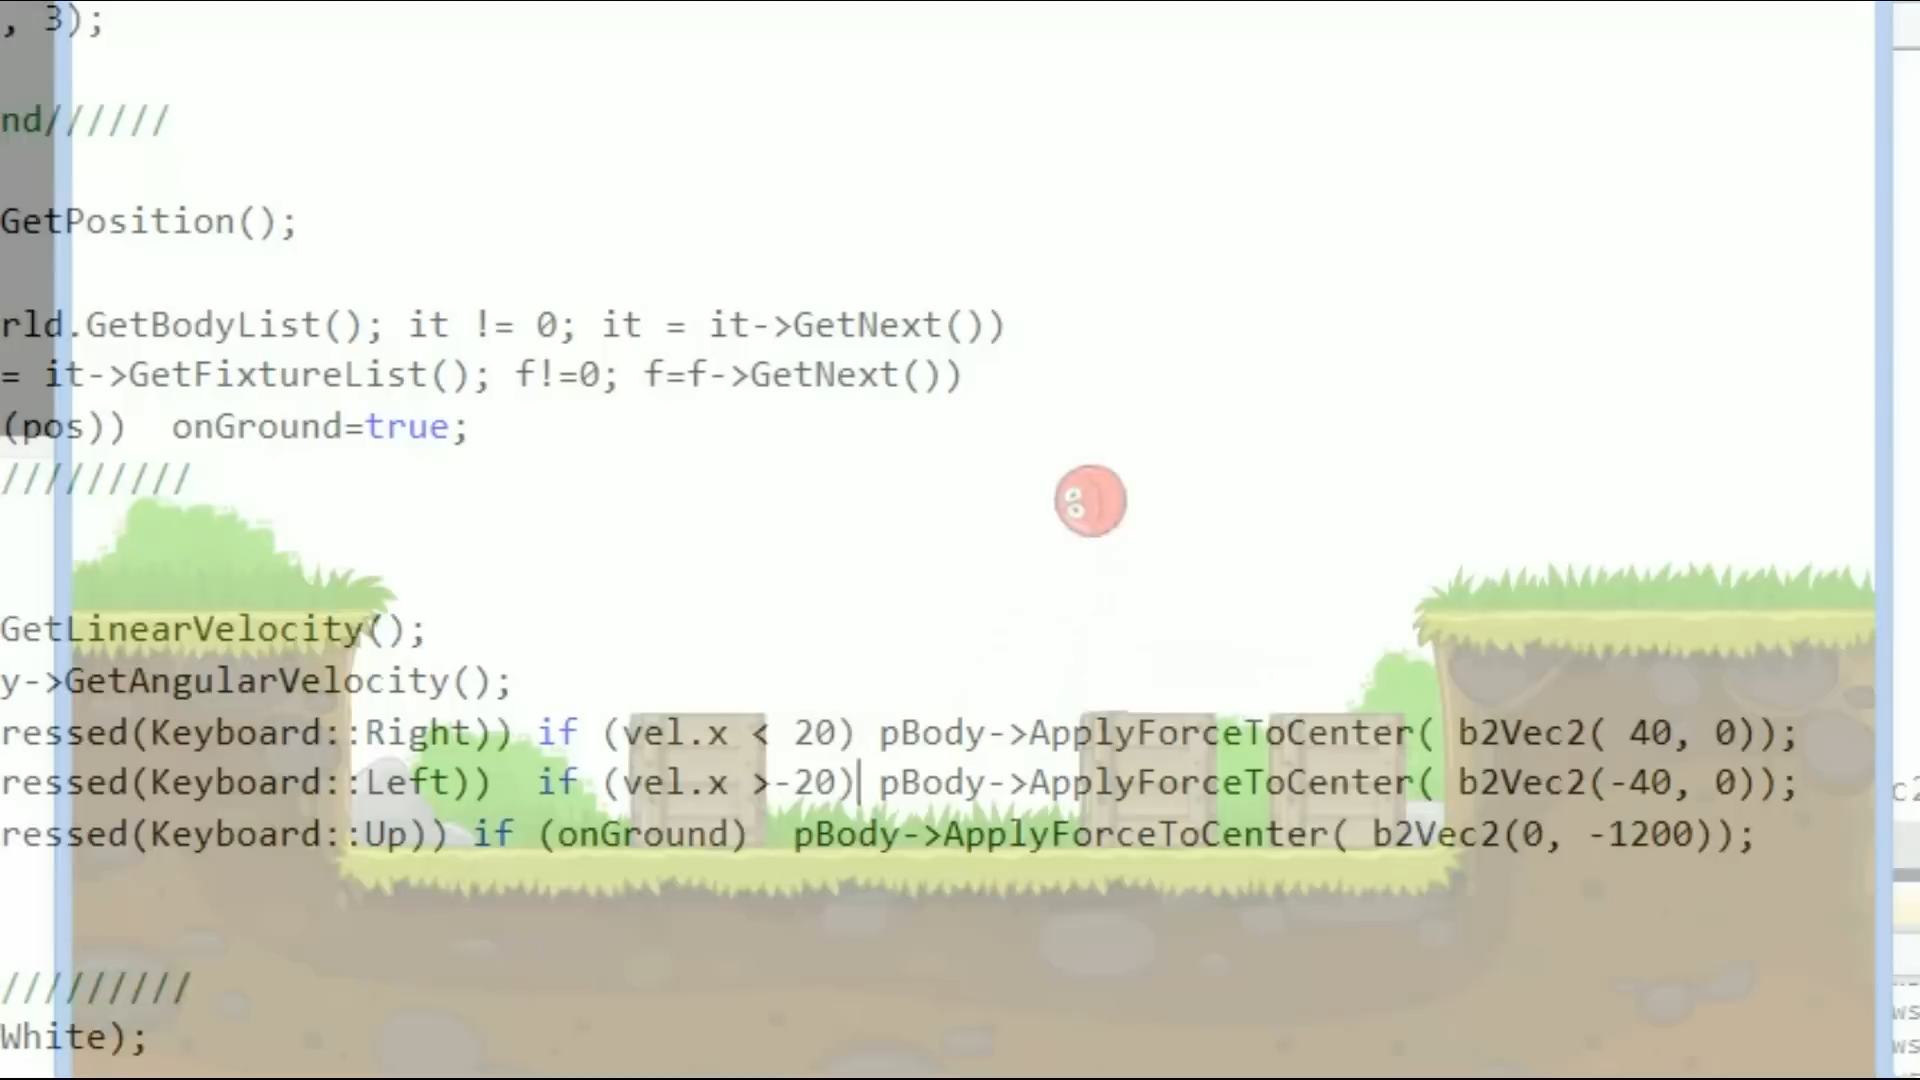 , 3);
nd//////
GetPosition();
rld.GetBodyList(); it != 0; it = it->GetNext())
= it->GetFixtureList(); f!=0; f=f->GetNext())
(pos))  onGround=true;
/////////
GetLinearVelocity();
y->GetAngularVelocity();
ressed(Keyboard::Right)) if (vel.x < 20) pBody->ApplyForceToCenter( b2Vec2( 40, 0));
ressed(Keyboard::Left))  if (vel.x >-20) pBody->ApplyForceToCenter( b2Vec2(-40, 0));
ressed(Keyboard::Up)) if (onGround)  pBody->ApplyForceToCenter( b2Vec2(0, -1200));
/////////
White);